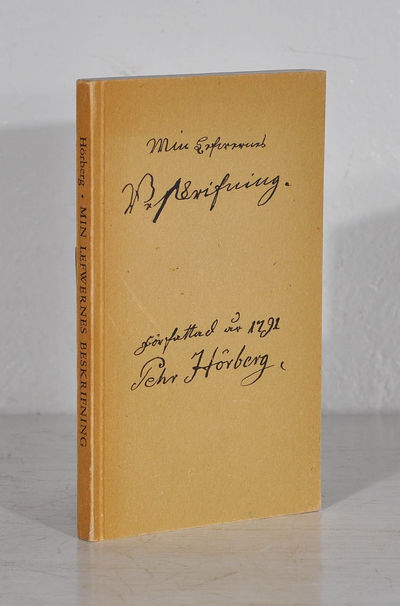 Hörberg · MIN LEFWERNES BESKRIFNING
Min Lefwernes
Beskrifning.
författad år 1791
Pehr Hörberg.